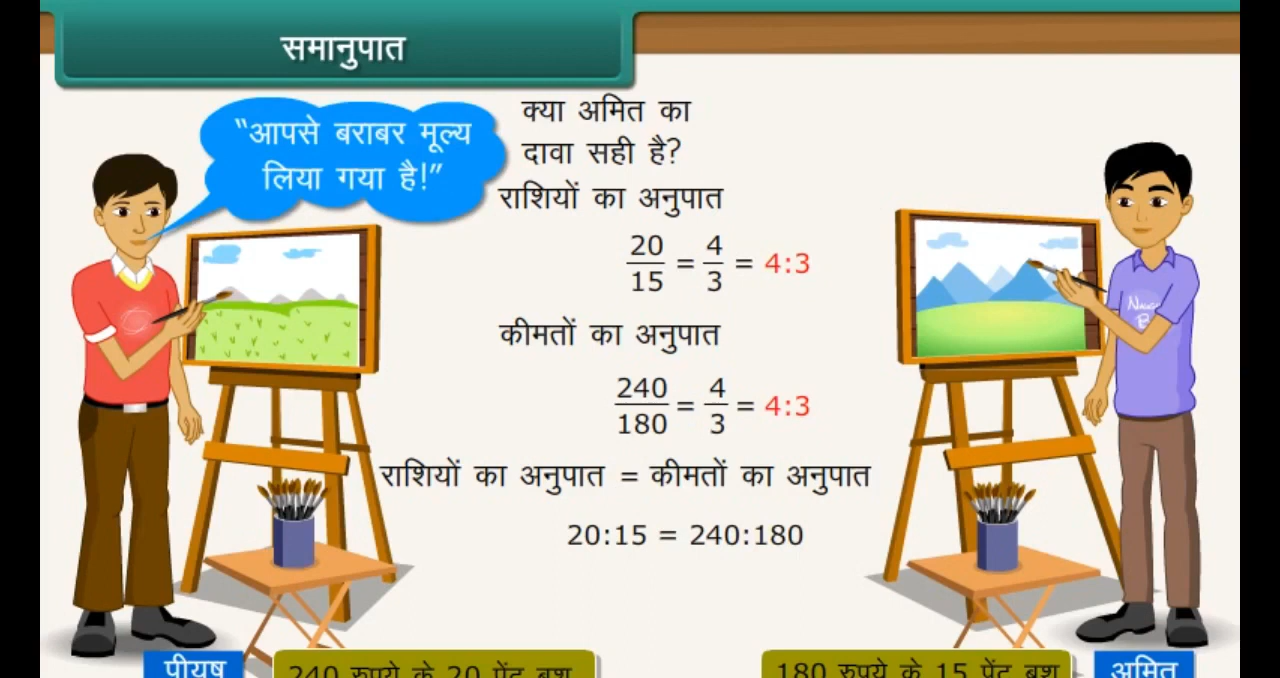 समानुपात
"आपसे बराबर मूल्य
लिया गया है!"
क्या अमित का
दावा सही है?
राशियों का अनुपात
20/15 = 4/3 = 4:3
कीमतों का अनुपात
240/180 = 4/3 = 4:3
राशियों का अनुपात = कीमतों का अनुपात
20:15 = 240:180
पीयूष
240 रुपये के 20 पेंट ब्रश
180 रुपये के 15 पेंट ब्रश
अमित